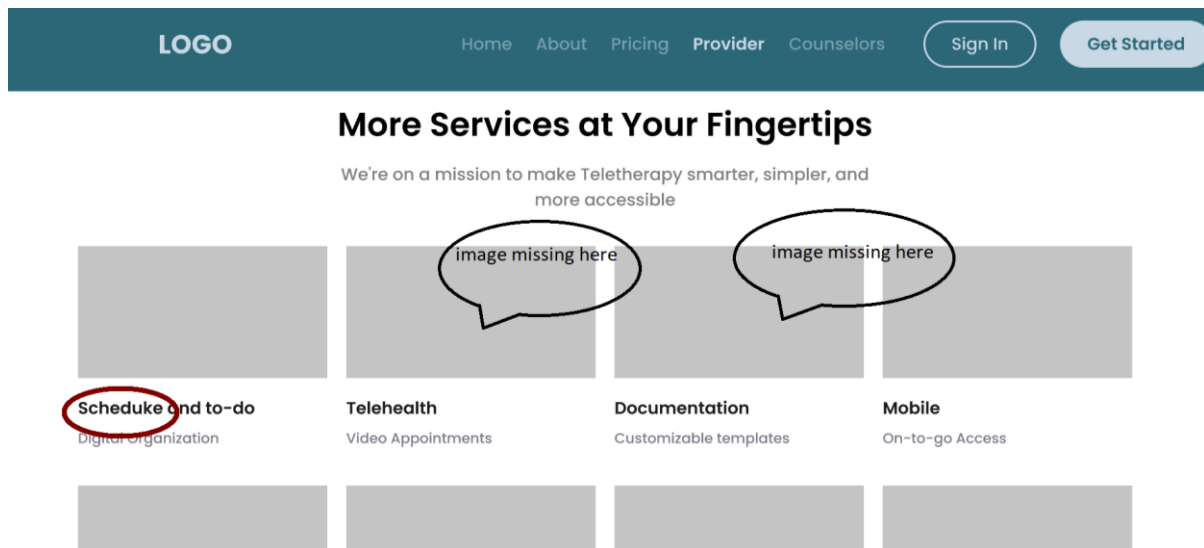 LOGO
Home About Pricing Provider Counselors Sign In Get Started
More Services at Your Fingertips
We're on a mission to make Teletherapy smarter, simpler, and
more accessible
image missing here
image missing here
Scheduke and to-do
Digital Organization
Telehealth
Video Appointments
Documentation
Customizable templates
Mobile
On-to-go Access